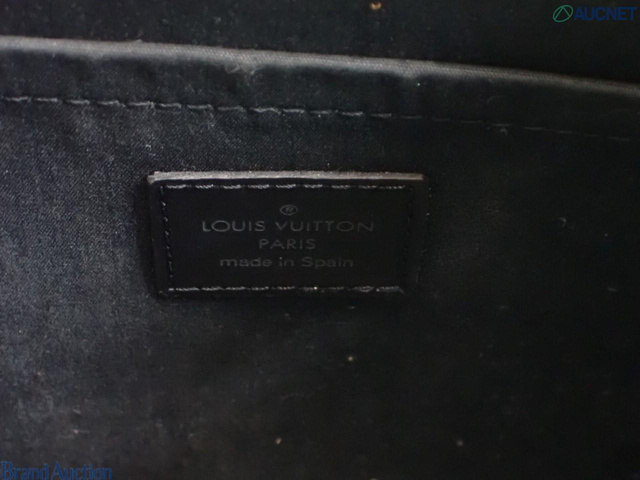 AUCNET
®
LOUIS VUITTON
PARIS
made in Spain
Brand Auction